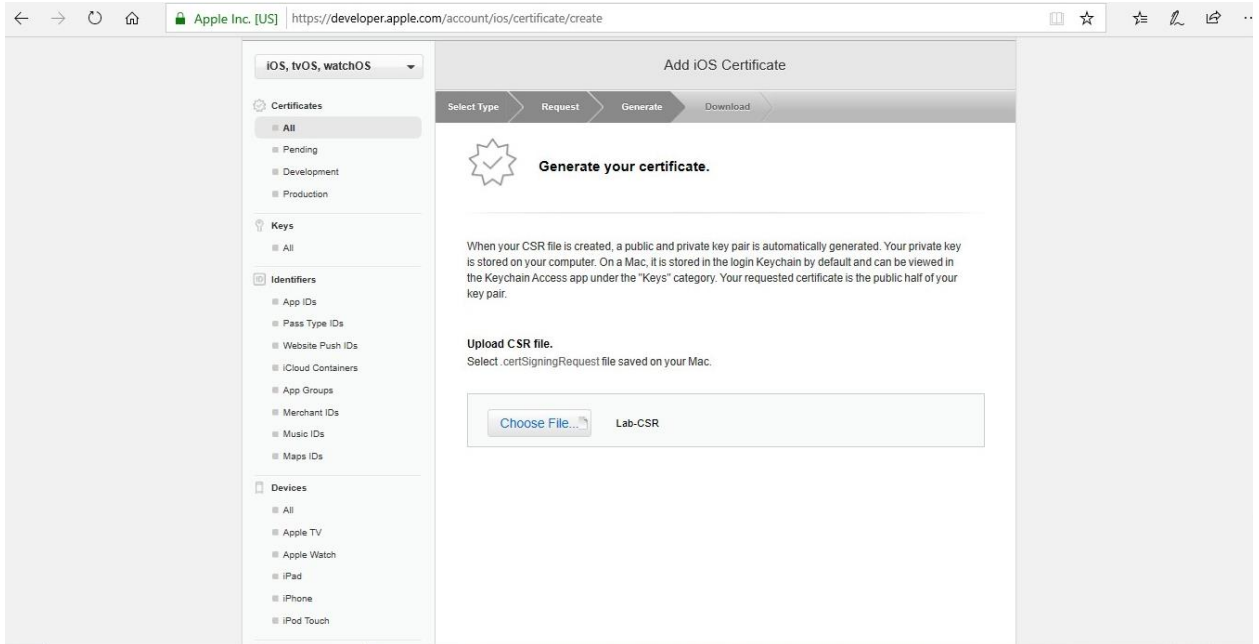 Apple Inc. [US] https://developer.apple.com/account/ios/certificate/create
iOS, tvOS, watchOS
Certificates
All
Pending
Development
Production
Keys
All
Identifiers
App IDs
Pass Type IDs
Website Push IDs
iCloud Containers
App Groups
Merchant IDs
Music IDs
Maps IDs
Devices
All
Apple TV
Apple Watch
iPad
iPhone
iPod Touch
Add iOS Certificate
Select Type Request Generate Download
Generate your certificate.
When your CSR file is created, a public and private key pair is automatically generated. Your private key
is stored on your computer. On a Mac, it is stored in the login Keychain by default and can be viewed in
the Keychain Access app under the "Keys" category. Your requested certificate is the public half of your
key pair.
Upload CSR file.
Select .certSigningRequest file saved on your Mac.
Choose File... Lab-CSR